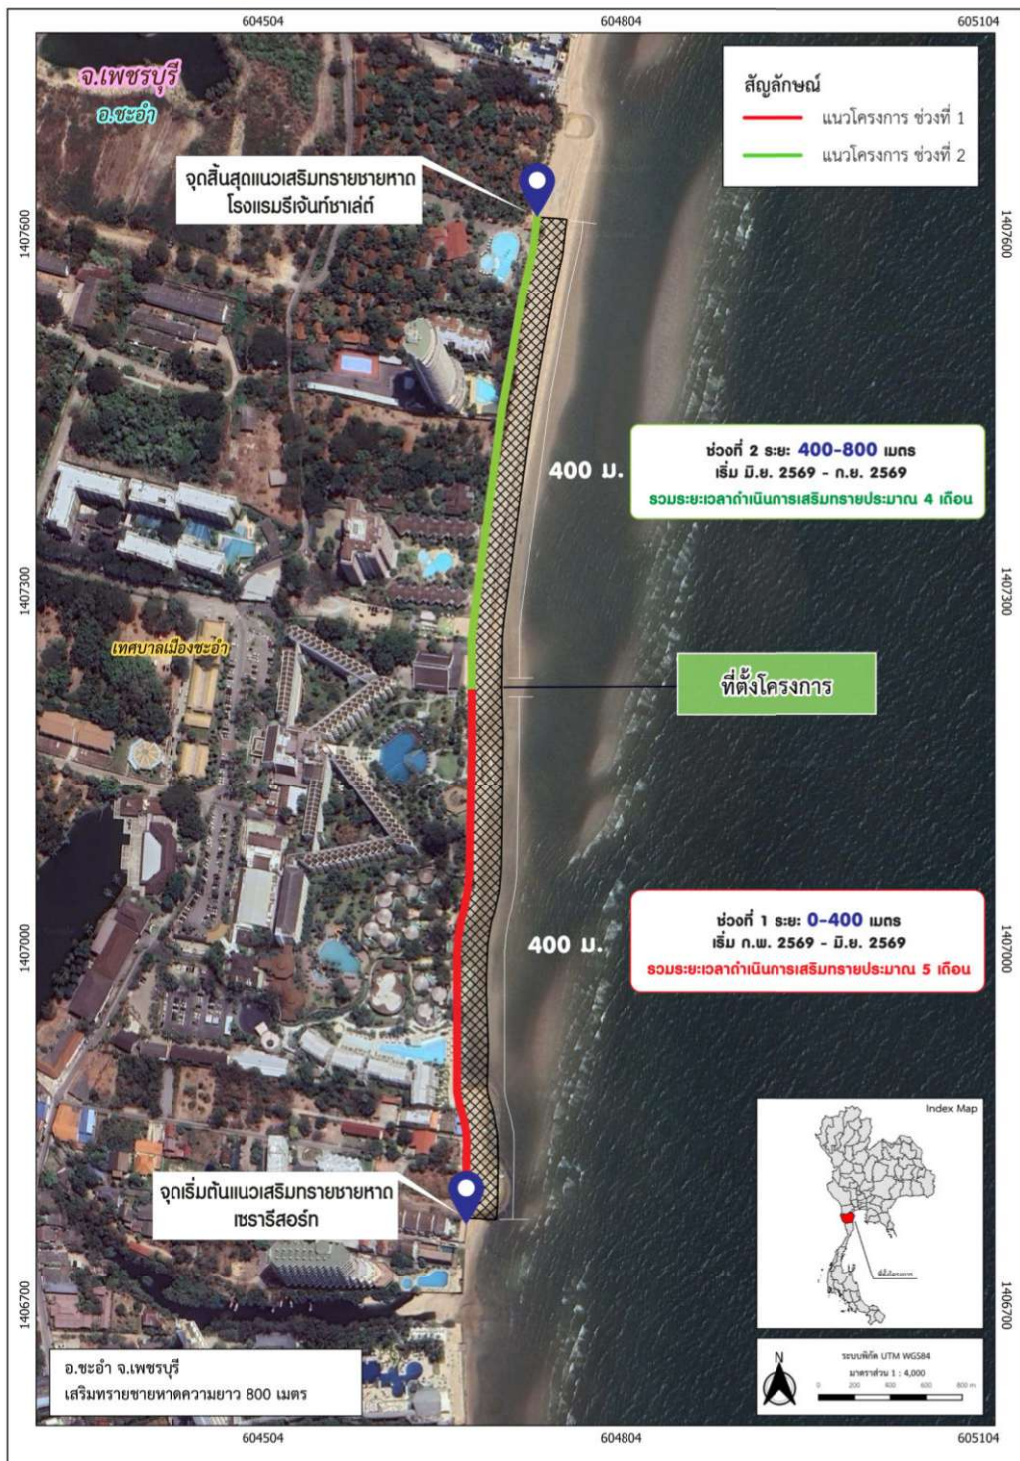 604504
604804
605104
จ.เพชรบุรี
อ.ชะอำ
สัญลักษณ์
แนวโครงการ ช่วงที่ 1
แนวโครงการ ช่วงที่ 2
จุดสิ้นสุดแนวเสริมทรายชายหาด
โรงแรมรีเจ้นท์ชาเล่ต์
1407600
1407600
400 ม.
ช่วงที่ 2 ระยะ 400-800 เมตร
เริ่ม มิ.ย. 2569 - ก.ย. 2569
รวมระยะเวลาดำเนินการเสริมทรายประมาณ 4 เดือน
1407300
1407300
เทศบาลเมืองชะอำ
ที่ตั้งโครงการ
400 ม.
ช่วงที่ 1 ระยะ 0-400 เมตร
เริ่ม ก.พ. 2569 - มิ.ย. 2569
รวมระยะเวลาดำเนินการเสริมทรายประมาณ 5 เดือน
1407000
1407000
จุดเริ่มต้นแนวเสริมทรายชายหาด
เซรารีสอร์ท
Index Map
ที่ตั้งโครงการ
1406700
1406700
อ.ชะอำ จ.เพชรบุรี
เสริมทรายชายหาดความยาว 800 เมตร
N
ระบบพิกัด UTM WGS84
มาตราส่วน 1 : 4,000
0 200 400 600 800 m
604504
604804
605104